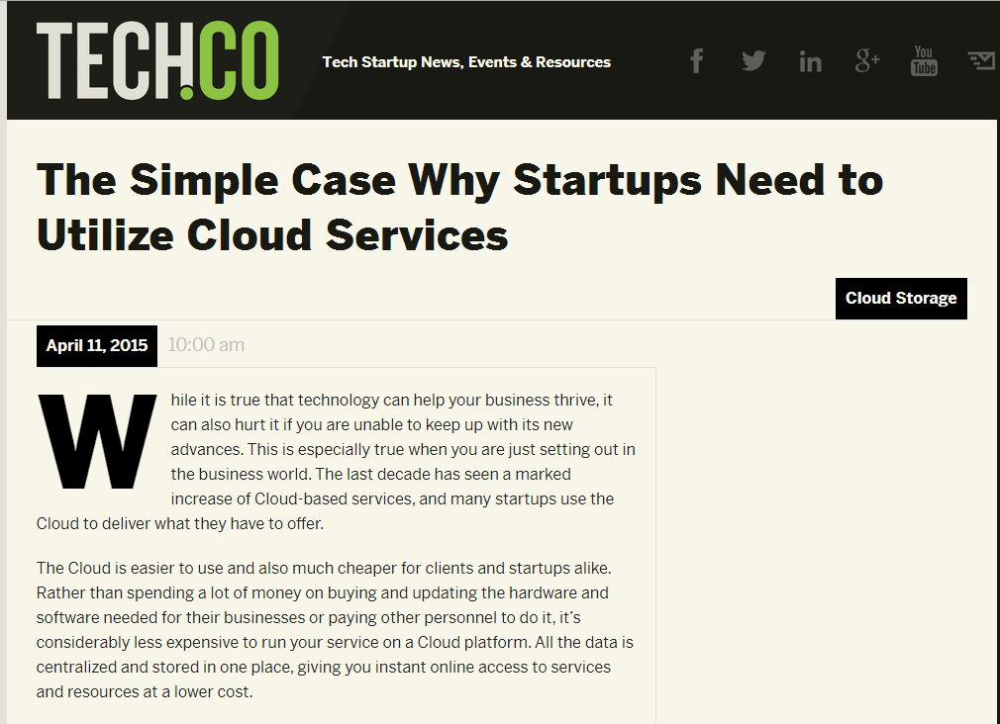 TECH.CO
Tech Startup News, Events & Resources
f
in
g+
You
Tube
The Simple Case Why Startups Need to
Utilize Cloud Services
Cloud Storage
April 11, 2015 10:00 am
While it is true that technology can help your business thrive, it
can also hurt it if you are unable to keep up with its new
advances. This is especially true when you are just setting out in
the business world. The last decade has seen a marked
increase of Cloud-based services, and many startups use the
Cloud to deliver what they have to offer.
The Cloud is easier to use and also much cheaper for clients and startups alike.
Rather than spending a lot of money on buying and updating the hardware and
software needed for their businesses or paying other personnel to do it, it’s
considerably less expensive to run your service on a Cloud platform. All the data is
centralized and stored in one place, giving you instant online access to services
and resources at a lower cost.